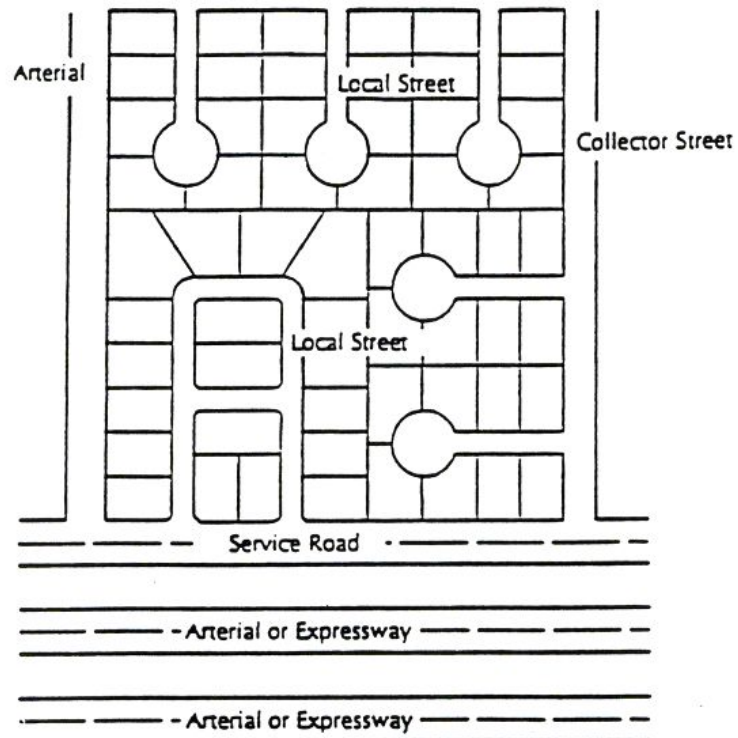 Arterial
Local Street
Collector Street
Local Street
Service Road
Arterial or Expressway
Arterial or Expressway